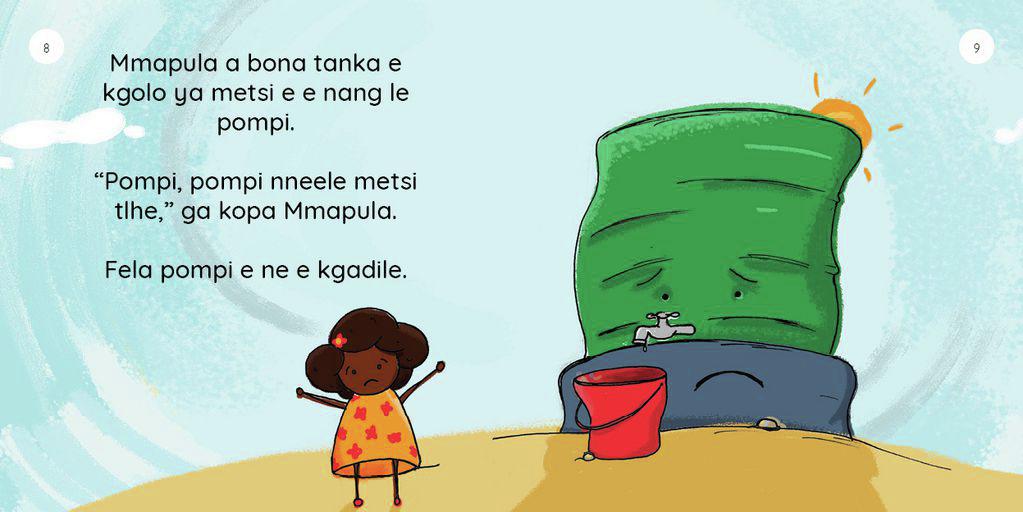 8
Mmapula a bona tanka e
kgolo ya metsi e e nang le
pompi.
“Pompi, pompi nneele metsi
tlhe,” ga kopa Mmapula.
Fela pompi e ne e kgadile.
9